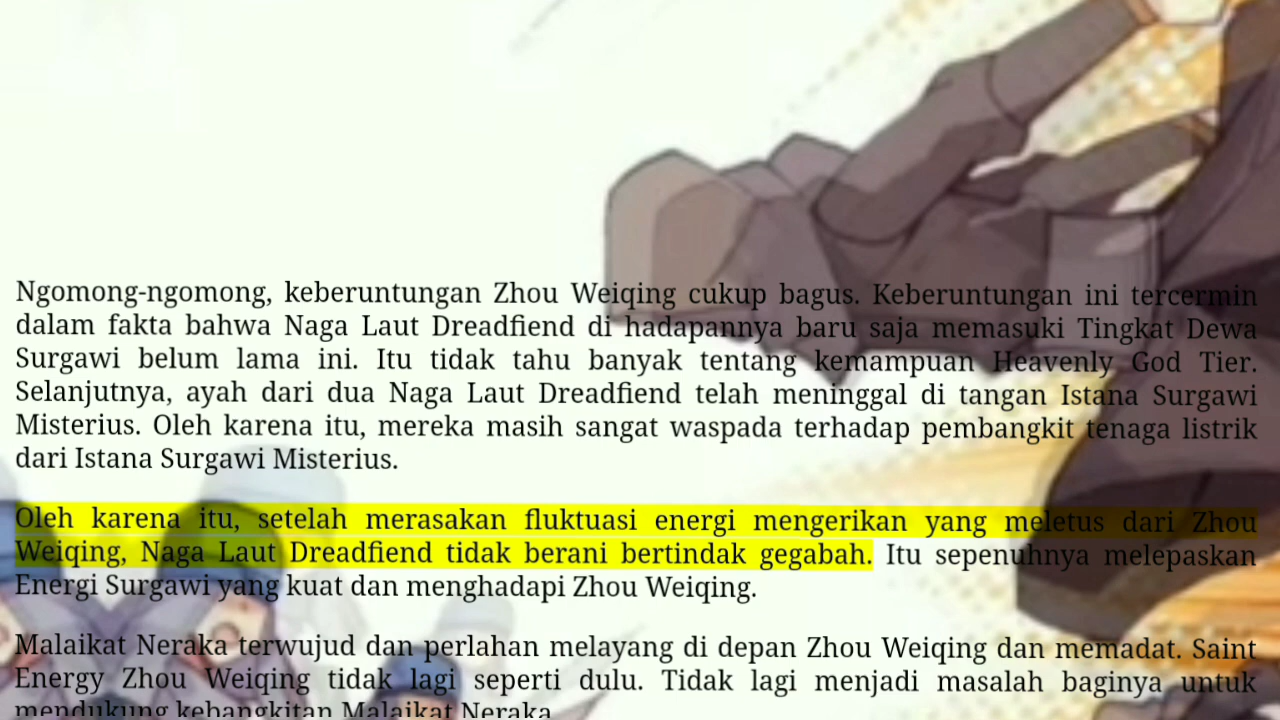 Ngomong-ngomong, keberuntungan Zhou Weiqing cukup bagus. Keberuntungan ini tercermin
dalam fakta bahwa Naga Laut Dreadfiend di hadapannya baru saja memasuki Tingkat Dewa
Surgawi belum lama ini. Itu tidak tahu banyak tentang kemampuan Heavenly God Tier.
Selanjutnya, ayah dari dua Naga Laut Dreadfiend telah meninggal di tangan Istana Surgawi
Misterius. Oleh karena itu, mereka masih sangat waspada terhadap pembangkit tenaga listrik
dari Istana Surgawi Misterius.
Oleh karena itu, setelah merasakan fluktuasi energi mengerikan yang meletus dari Zhou
Weiqing, Naga Laut Dreadfiend tidak berani bertindak gegabah. Itu sepenuhnya melepaskan
Energi Surgawi yang kuat dan menghadapi Zhou Weiqing.
Malaikat Neraka terwujud dan perlahan melayang di depan Zhou Weiqing dan memadat. Saint
Energy Zhou Weiqing tidak lagi seperti dulu. Tidak lagi menjadi masalah baginya untuk
mendukung kebangkitan Malaikat Neraka.